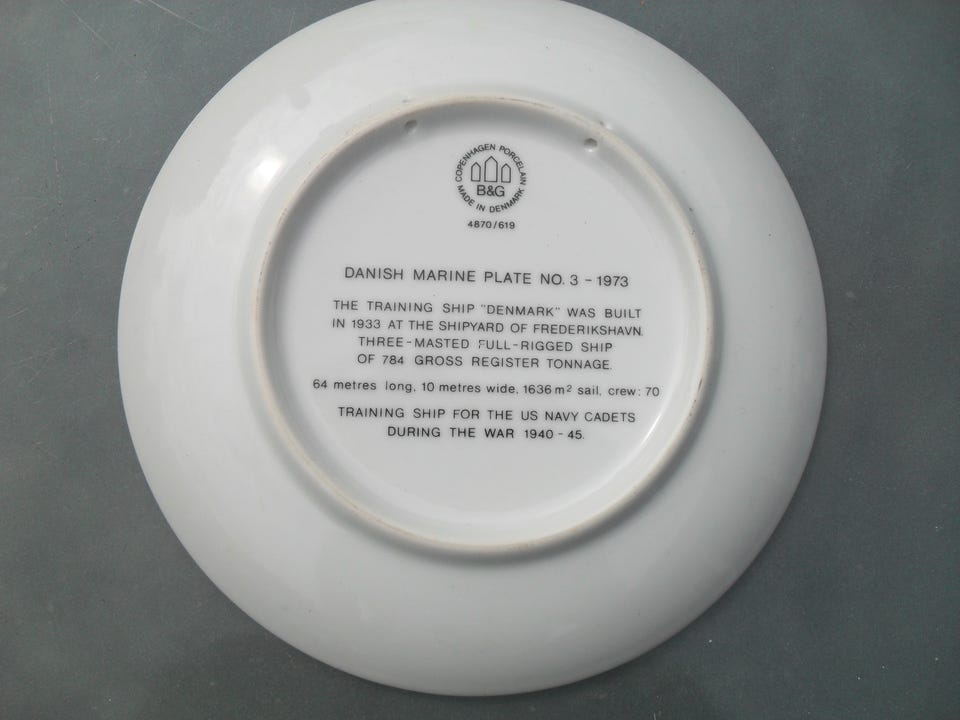 COPENHAGEN PORCELAIN
B&G
MADE IN DENMARK
4870/619
DANISH MARINE PLATE NO. 3 - 1973
THE TRAINING SHIP "DENMARK" WAS BUILT
IN 1933 AT THE SHIPYARD OF FREDERIKSHAVN.
THREE-MASTED FULL-RIGGED SHIP
OF 784 GROSS REGISTER TONNAGE.
64 metres long, 10 metres wide, 1636 m² sail, crew: 70
TRAINING SHIP FOR THE US NAVY CADETS
DURING THE WAR 1940 - 45.